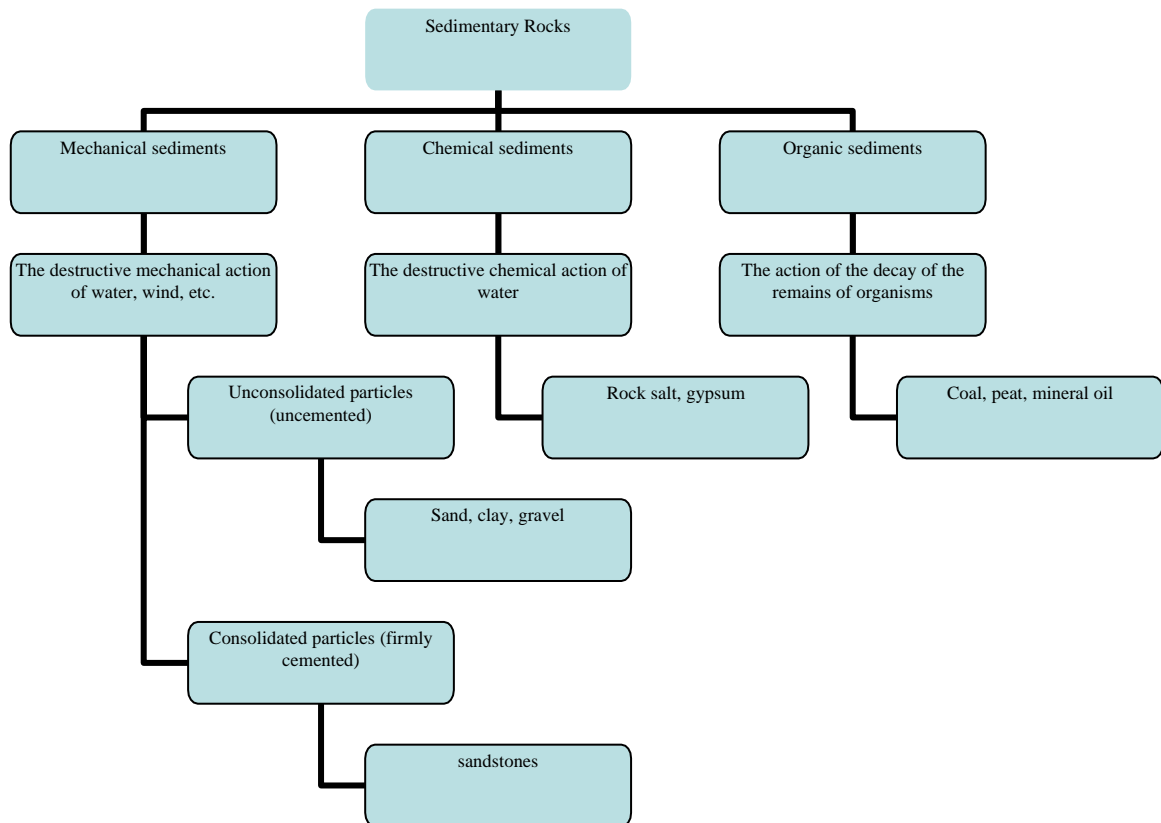 Sedimentary Rocks
Mechanical sediments
Chemical sediments
Organic sediments
The destructive mechanical action
of water, wind, etc.
The destructive chemical action of
water
The action of the decay of the
remains of organisms
Unconsolidated particles
(uncemented)
Rock salt, gypsum
Coal, peat, mineral oil
Sand, clay, gravel
Consolidated particles (firmly
cemented)
sandstones